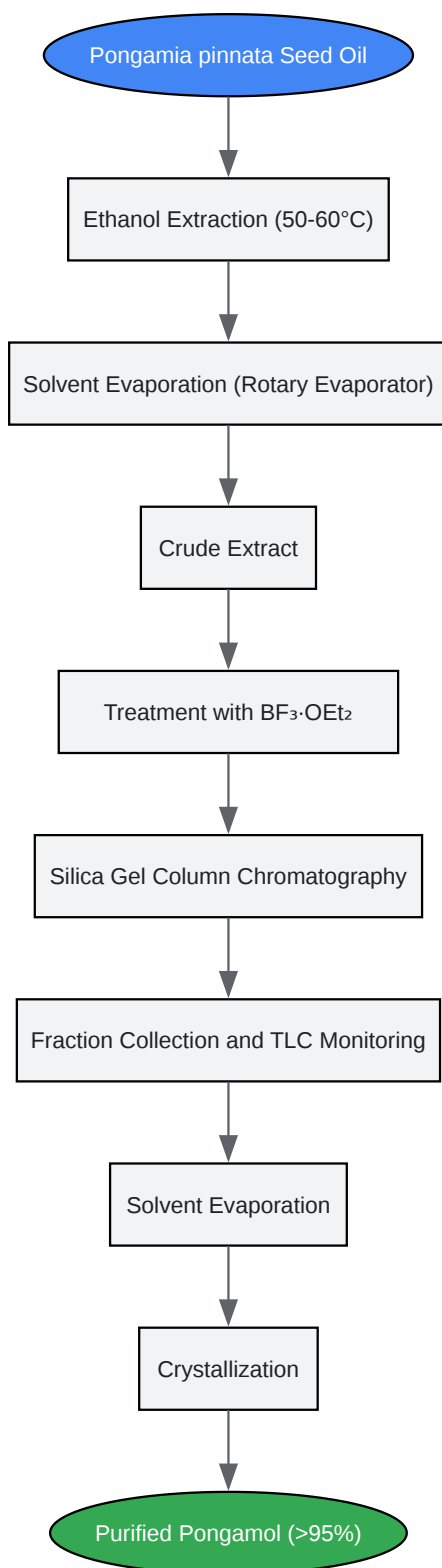 Pongamia pinnata Seed Oil
Ethanol Extraction (50-60°C)
Solvent Evaporation (Rotary Evaporator)
Crude Extract
Treatment with BF₃·OEt₂
Silica Gel Column Chromatography
Fraction Collection and TLC Monitoring
Solvent Evaporation
Crystallization
Purified Pongamol (>95%)